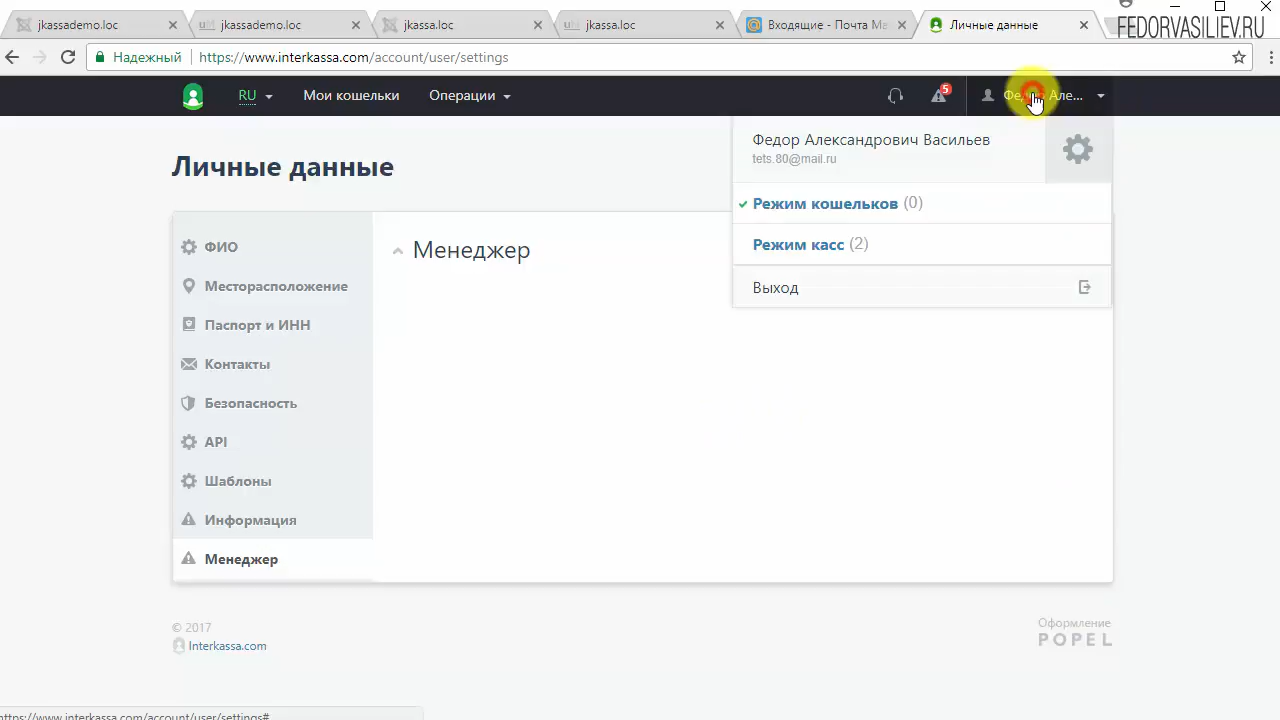 jkassademo.loc
jkassademo.loc
jkassa.loc
jkassa.loc
Входящие - Почта Ma
Личные данные
FEDORVASILIEV.RU
Надежный
https://www.interkassa.com/account/user/settings
RU
Мои кошельки
Операции
5
Але...
Федор Александрович Васильев
tets.80@mail.ru
Режим кошельков (0)
Режим касс (2)
Выход
Личные данные
ФИО
Месторасположение
Паспорт и ИНН
Контакты
Безопасность
API
Шаблоны
Информация
Менеджер
Менеджер
© 2017
Interkassa.com
Оформление
POPEL
https://www.interkassa.com/account/user/settings#